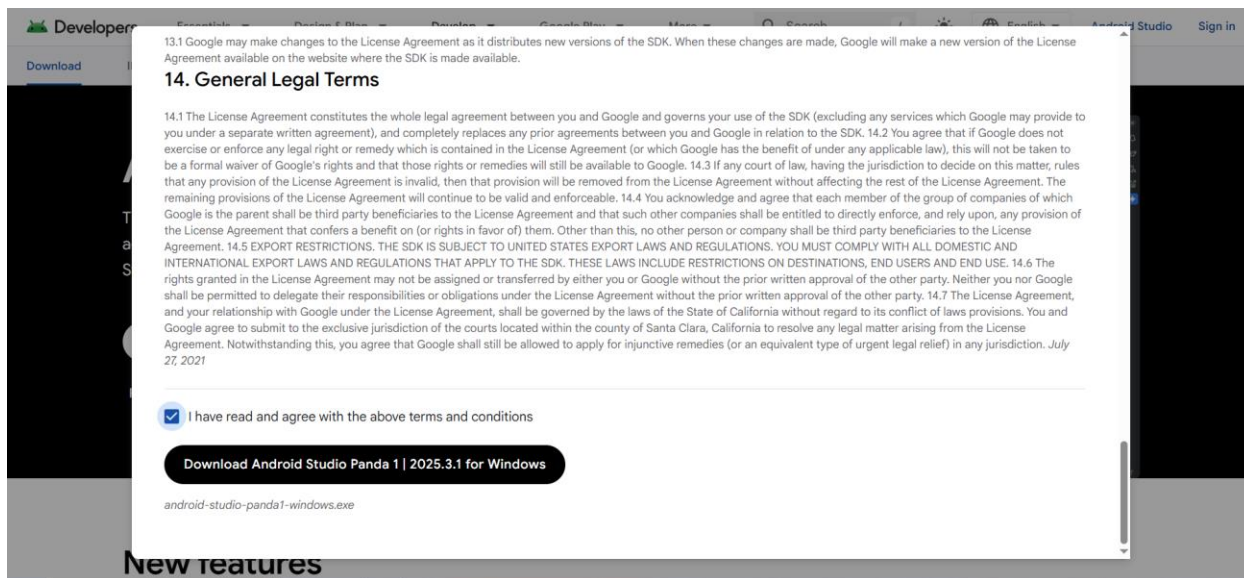 Developers
Essentials
Design & Plan
Develop
Google Play
More
Search
/
English
Android Studio
Sign in
Download
13.1 Google may make changes to the License Agreement as it distributes new versions of the SDK. When these changes are made, Google will make a new version of the License
Agreement available on the website where the SDK is made available.
14. General Legal Terms
14.1 The License Agreement constitutes the whole legal agreement between you and Google and governs your use of the SDK (excluding any services which Google may provide to
you under a separate written agreement), and completely replaces any prior agreements between you and Google in relation to the SDK. 14.2 You agree that if Google does not
exercise or enforce any legal right or remedy which is contained in the License Agreement (or which Google has the benefit of under any applicable law), this will not be taken to
be a formal waiver of Google's rights and that those rights or remedies will still be available to Google. 14.3 If any court of law, having the jurisdiction to decide on this matter, rules
that any provision of the License Agreement is invalid, then that provision will be removed from the License Agreement without affecting the rest of the License Agreement. The
remaining provisions of the License Agreement will continue to be valid and enforceable. 14.4 You acknowledge and agree that each member of the group of companies of which
Google is the parent shall be third party beneficiaries to the License Agreement and that such other companies shall be entitled to directly enforce, and rely upon, any provision of
the License Agreement that confers a benefit on (or rights in favor of) them. Other than this, no other person or company shall be third party beneficiaries to the License
Agreement. 14.5 EXPORT RESTRICTIONS. THE SDK IS SUBJECT TO UNITED STATES EXPORT LAWS AND REGULATIONS. YOU MUST COMPLY WITH ALL DOMESTIC AND
INTERNATIONAL EXPORT LAWS AND REGULATIONS THAT APPLY TO THE SDK. THESE LAWS INCLUDE RESTRICTIONS ON DESTINATIONS, END USERS AND END USE. 14.6 The
rights granted in the License Agreement may not be assigned or transferred by either you or Google without the prior written approval of the other party. Neither you nor Google
shall be permitted to delegate their responsibilities or obligations under the License Agreement without the prior written approval of the other party. 14.7 The License Agreement,
and your relationship with Google under the License Agreement, shall be governed by the laws of the State of California without regard to its conflict of laws provisions. You and
Google agree to submit to the exclusive jurisdiction of the courts located within the county of Santa Clara, California to resolve any legal matter arising from the License
Agreement. Notwithstanding this, you agree that Google shall still be allowed to apply for injunctive remedies (or an equivalent type of urgent legal relief) in any jurisdiction. July
27, 2021
I have read and agree with the above terms and conditions
Download Android Studio Panda 1 | 2025.3.1 for Windows
android-studio-panda1-windows.exe
New features